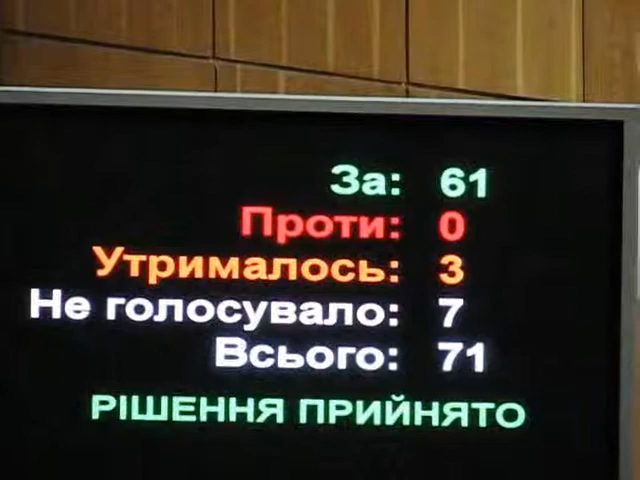 За: 61
Проти: 0
Утрималось: 3
Не голосувало: 7
Всього: 71
РІШЕННЯ ПРИЙНЯТО